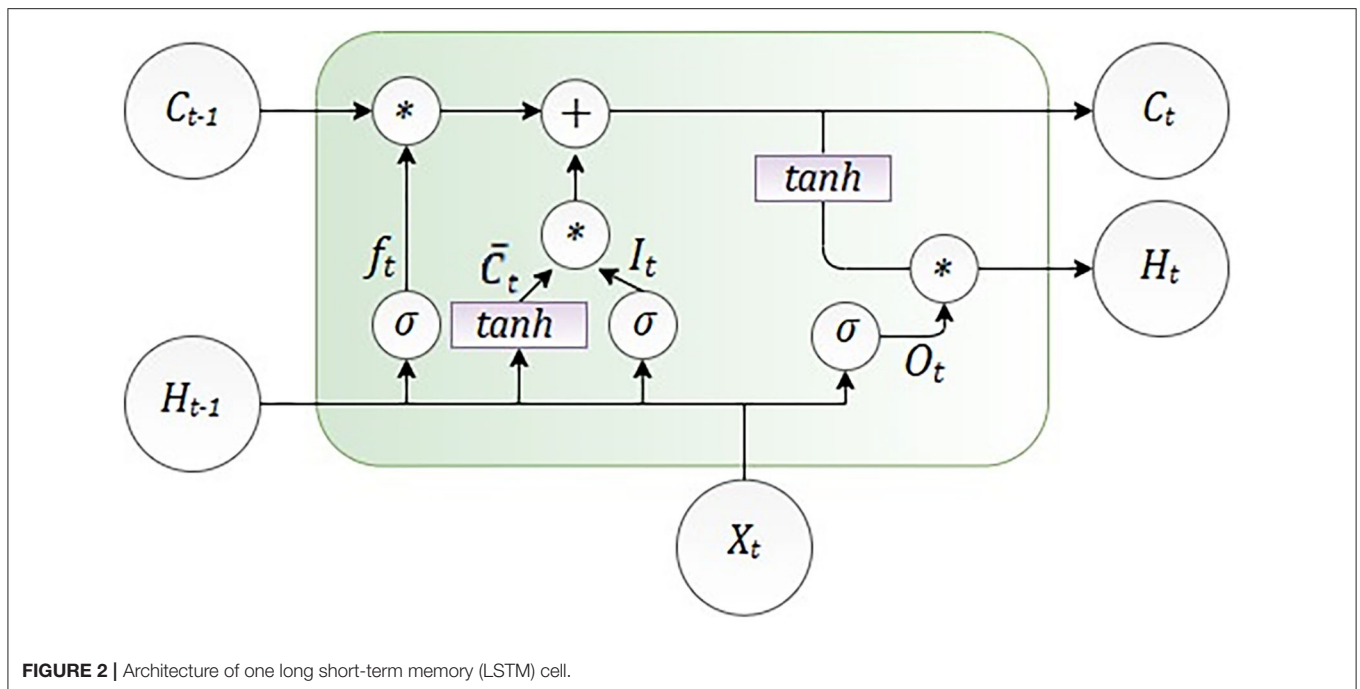 C_{t-1}
*
+
C_t
tanh
*
f_t
C̄_t
I_t
*
H_t
σ
tanh
σ
σ
O_t
H_{t-1}
X_t
FIGURE 2 | Architecture of one long short-term memory (LSTM) cell.